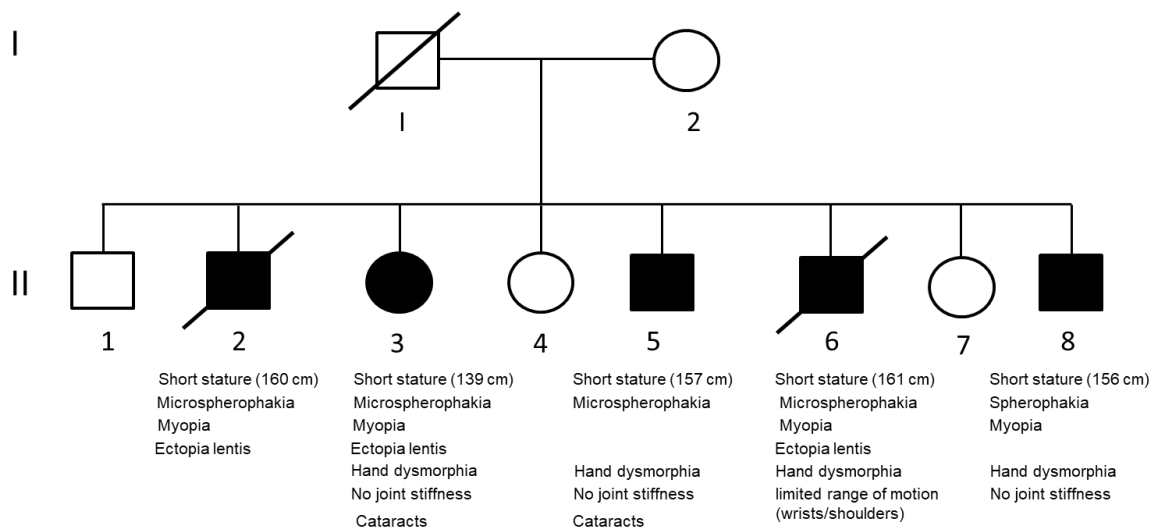 I
I
2
II
1
2
3
4
5
6
7
8
Short stature (160 cm)
Microspherophakia
Myopia
Ectopia lentis
Short stature (139 cm)
Microspherophakia
Myopia
Ectopia lentis
Hand dysmorphia
No joint stiffness
Cataracts
Short stature (157 cm)
Microspherophakia
Hand dysmorphia
No joint stiffness
Cataracts
Short stature (161 cm)
Microspherophakia
Myopia
Ectopia lentis
Hand dysmorphia
limited range of motion
(wrists/shoulders)
Short stature (156 cm)
Spherophakia
Myopia
Hand dysmorphia
No joint stiffness